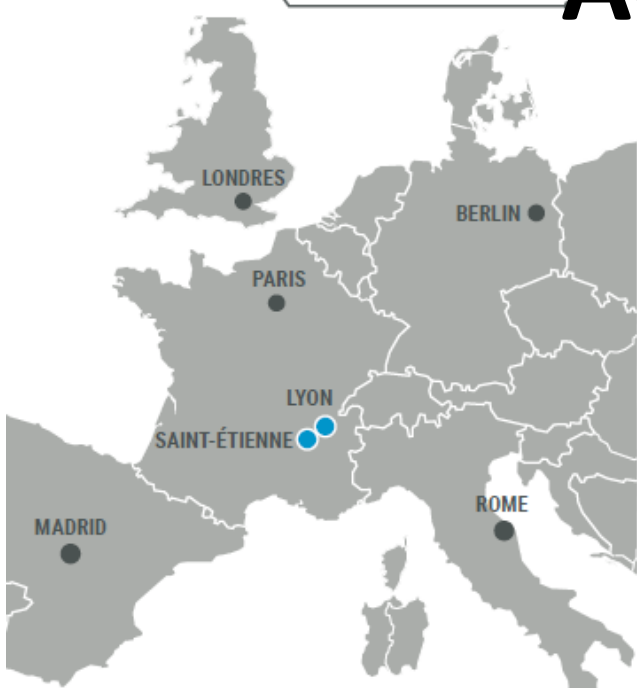 LONDRES
BERLIN
PARIS
LYON
SAINT-ÉTIENNE
ROME
MADRID